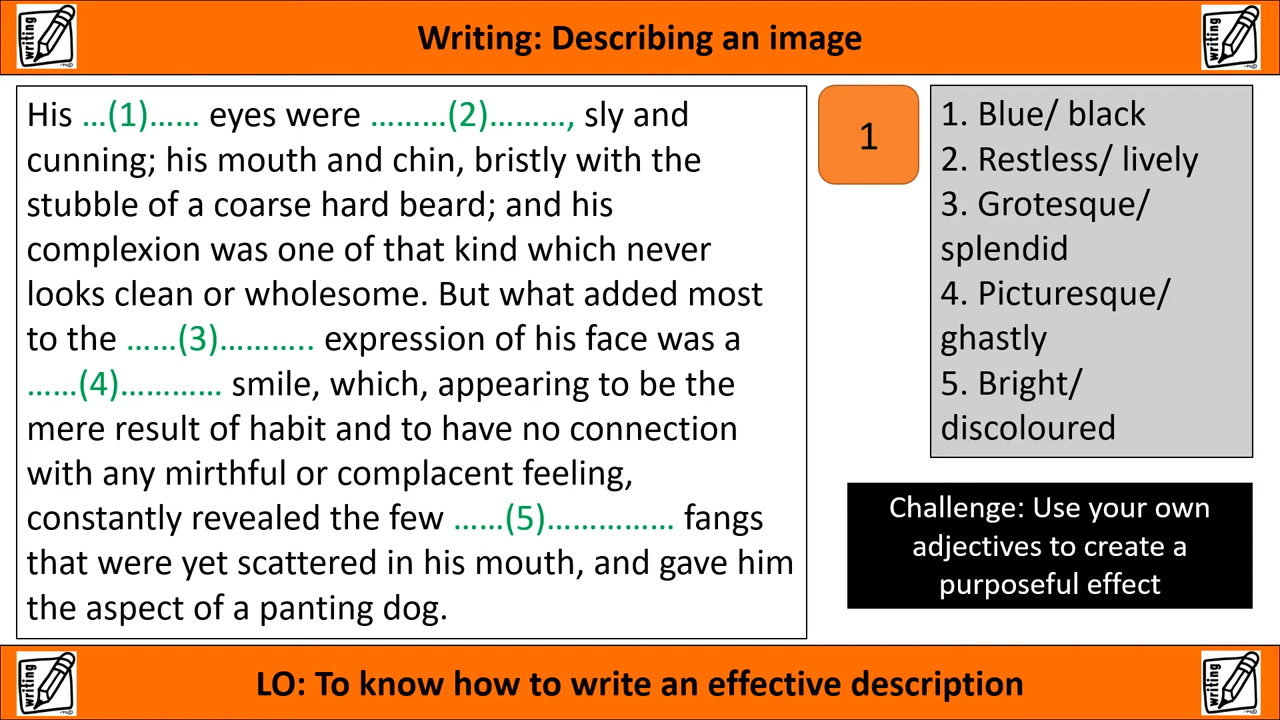 writing
Writing: Describing an image
writing
His …(1)…… eyes were ………(2)………, sly and
cunning; his mouth and chin, bristly with the
stubble of a coarse hard beard; and his
complexion was one of that kind which never
looks clean or wholesome. But what added most
to the ……(3)……….. expression of his face was a
……(4)………… smile, which, appearing to be the
mere result of habit and to have no connection
with any mirthful or complacent feeling,
constantly revealed the few ……(5)…………… fangs
that were yet scattered in his mouth, and gave him
the aspect of a panting dog.
1
1. Blue/ black
2. Restless/ lively
3. Grotesque/
splendid
4. Picturesque/
ghastly
5. Bright/
discoloured
Challenge: Use your own
adjectives to create a
purposeful effect
writing
LO: To know how to write an effective description
writing